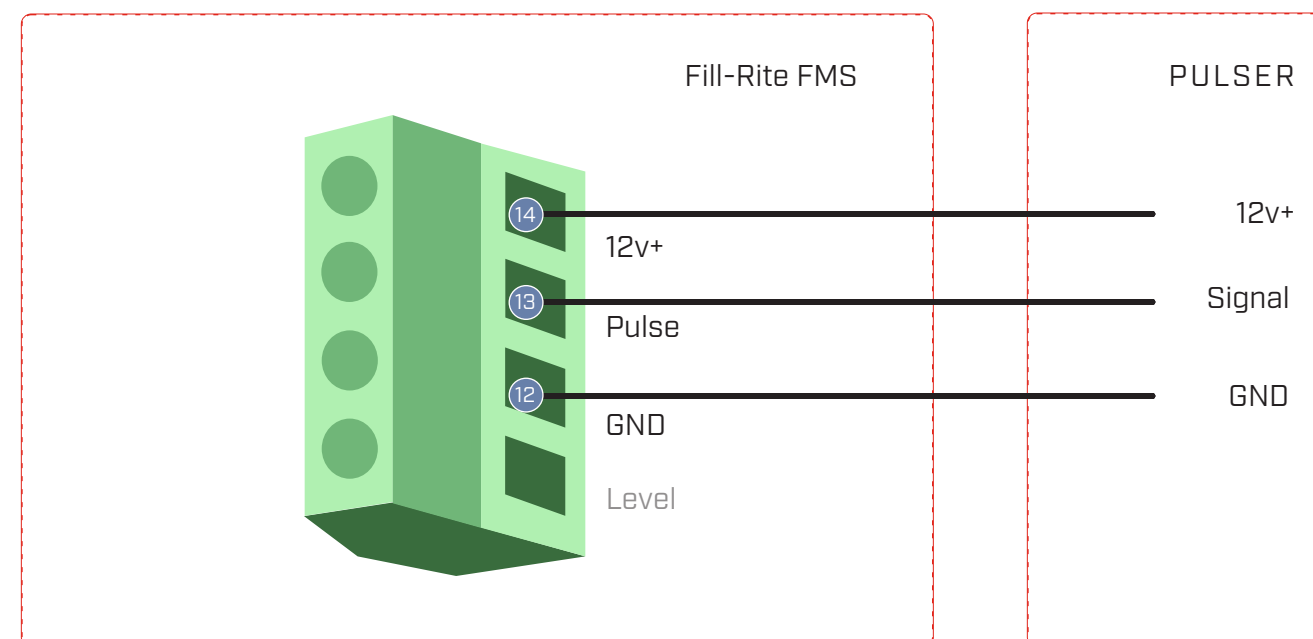 Fill-Rite FMS
PULSER
14
12v+
12v+
13
Pulse
Signal
12
GND
GND
Level